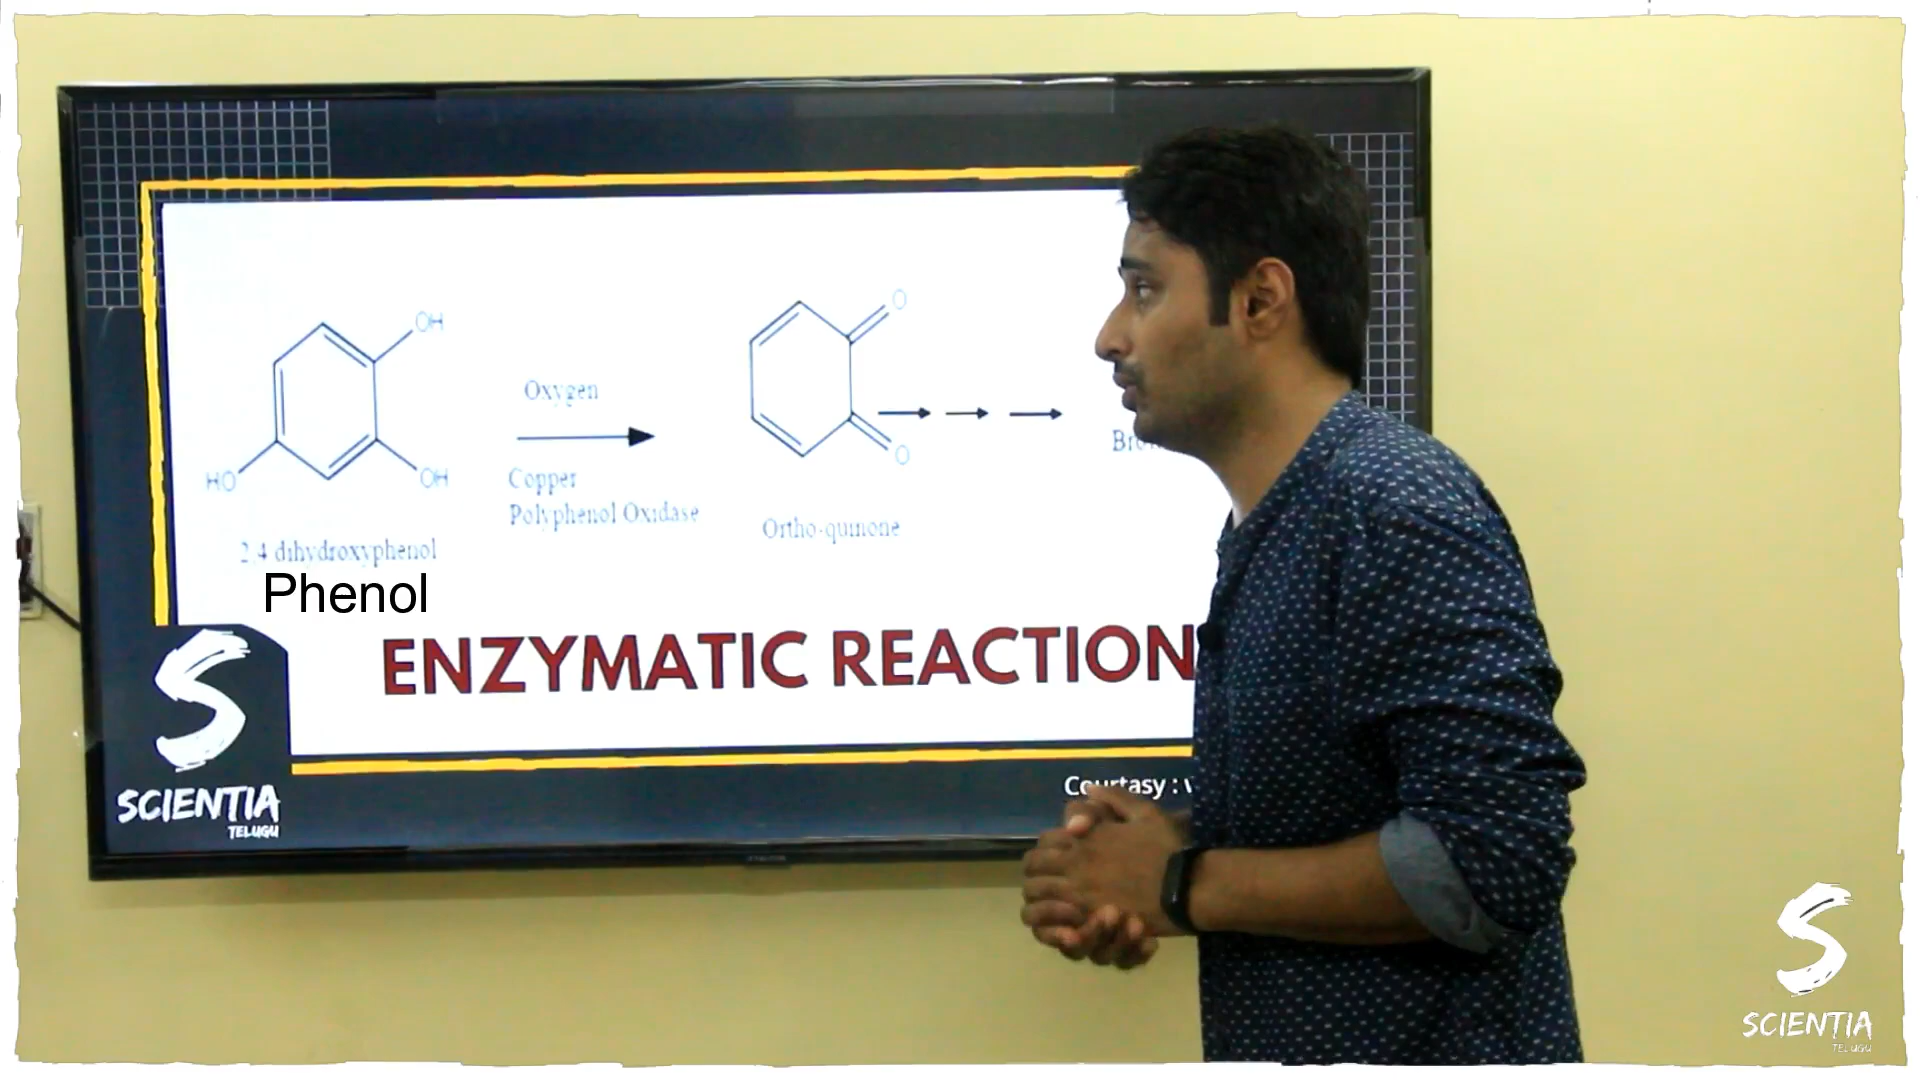 OH
O
Oxygen
HO
OH
Copper
Polyphenol Oxidase
O
2,4 dihydroxyphenol
Ortho-quinone
Phenol
ENZYMATIC REACTION
S
SCIENTIA
TELUGU
Courtasy :
S
SCIENTIA
TELUGU